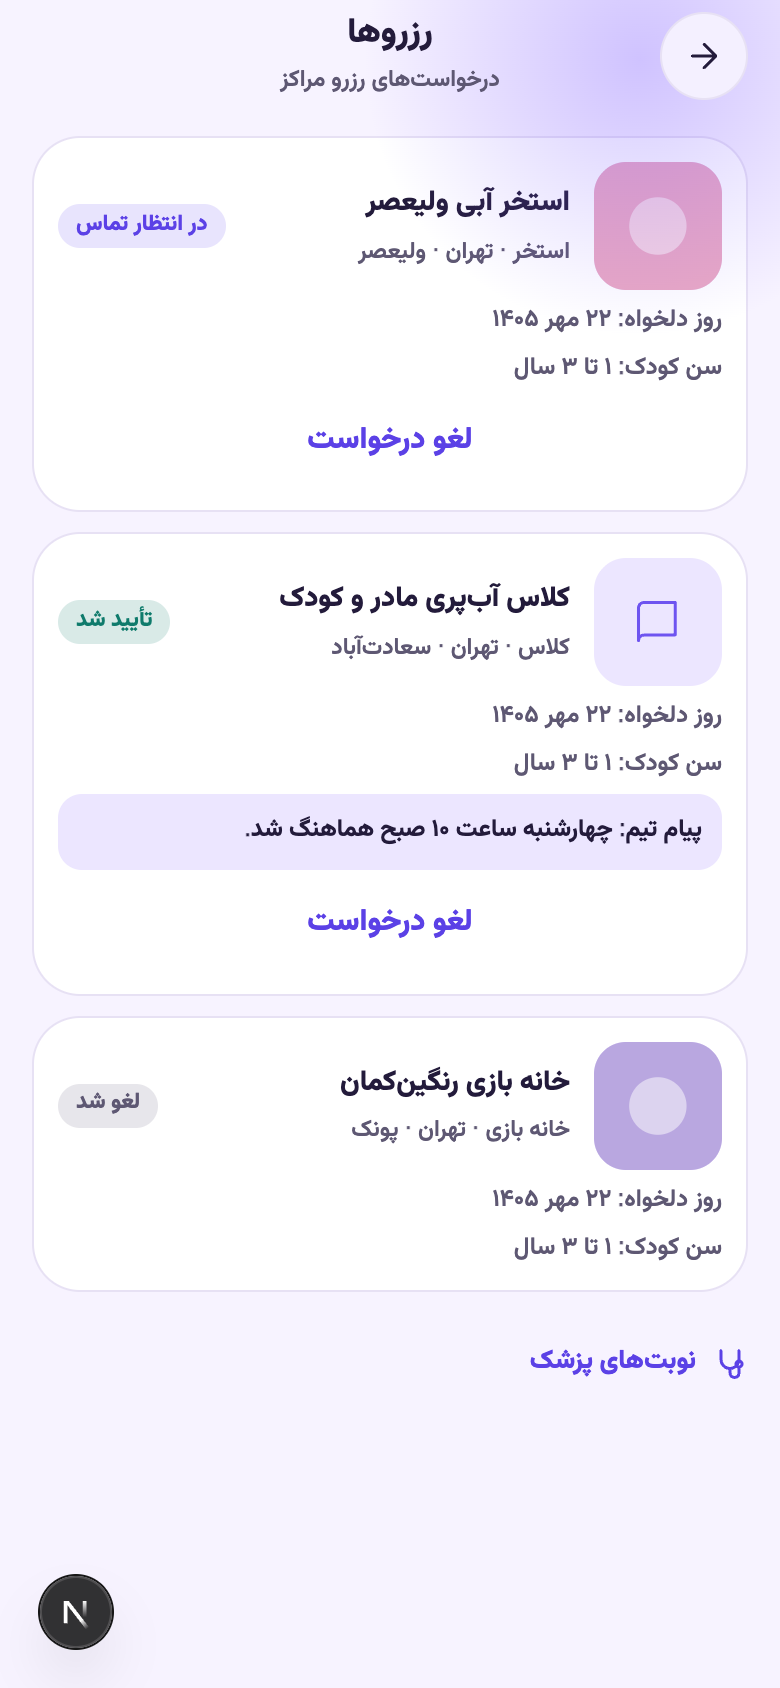 رزروها
درخواست‌های رزرو مراکز
استخر آبی ولیعصر
در انتظار تماس
استخر · تهران · ولیعصر
روز دلخواه: ۲۲ مهر ۱۴۰۵
سن کودک: ۱ تا ۳ سال
لغو درخواست
کلاس آب‌پری مادر و کودک
تأیید شد
کلاس · تهران · سعادت‌آباد
روز دلخواه: ۲۲ مهر ۱۴۰۵
سن کودک: ۱ تا ۳ سال
پیام تیم: چهارشنبه ساعت ۱۰ صبح هماهنگ شد.
لغو درخواست
خانه بازی رنگین‌کمان
لغو شد
خانه بازی · تهران · پونک
روز دلخواه: ۲۲ مهر ۱۴۰۵
سن کودک: ۱ تا ۳ سال
نوبت‌های پزشک
N